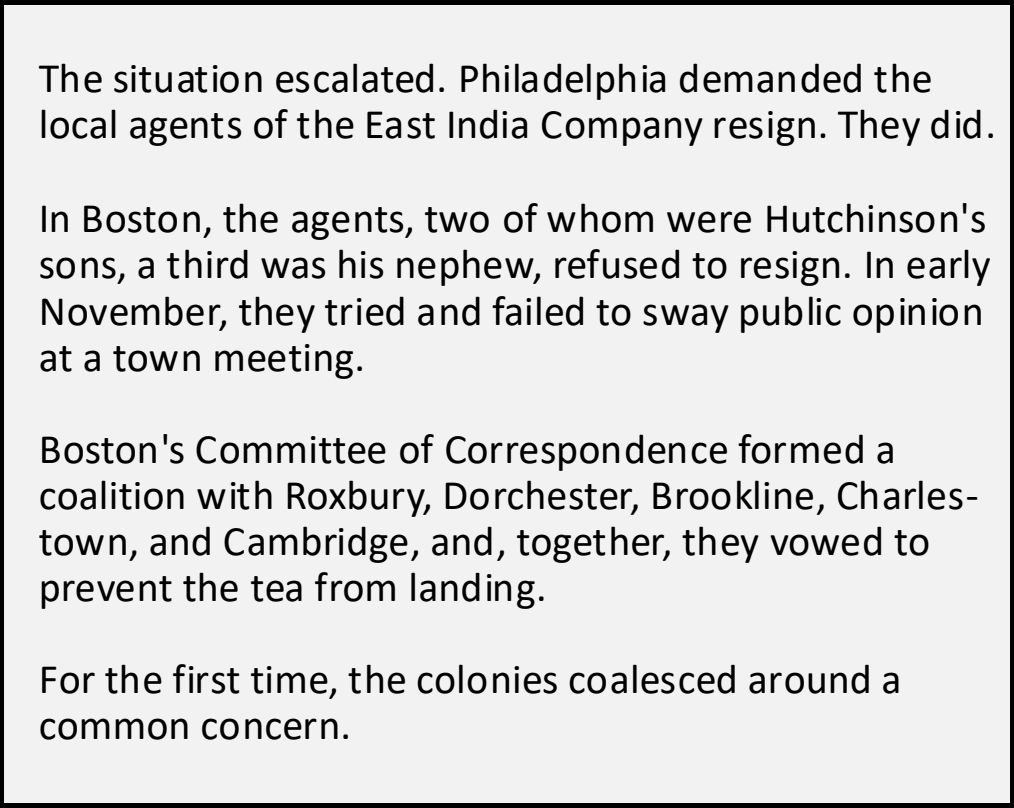 The situation escalated. Philadelphia demanded the
local agents of the East India Company resign. They did.
In Boston, the agents, two of whom were Hutchinson's
sons, a third was his nephew, refused to resign. In early
November, they tried and failed to sway public opinion
at a town meeting.
Boston's Committee of Correspondence formed a
coalition with Roxbury, Dorchester, Brookline, Charles-
town, and Cambridge, and, together, they vowed to
prevent the tea from landing.
For the first time, the colonies coalesced around a
common concern.